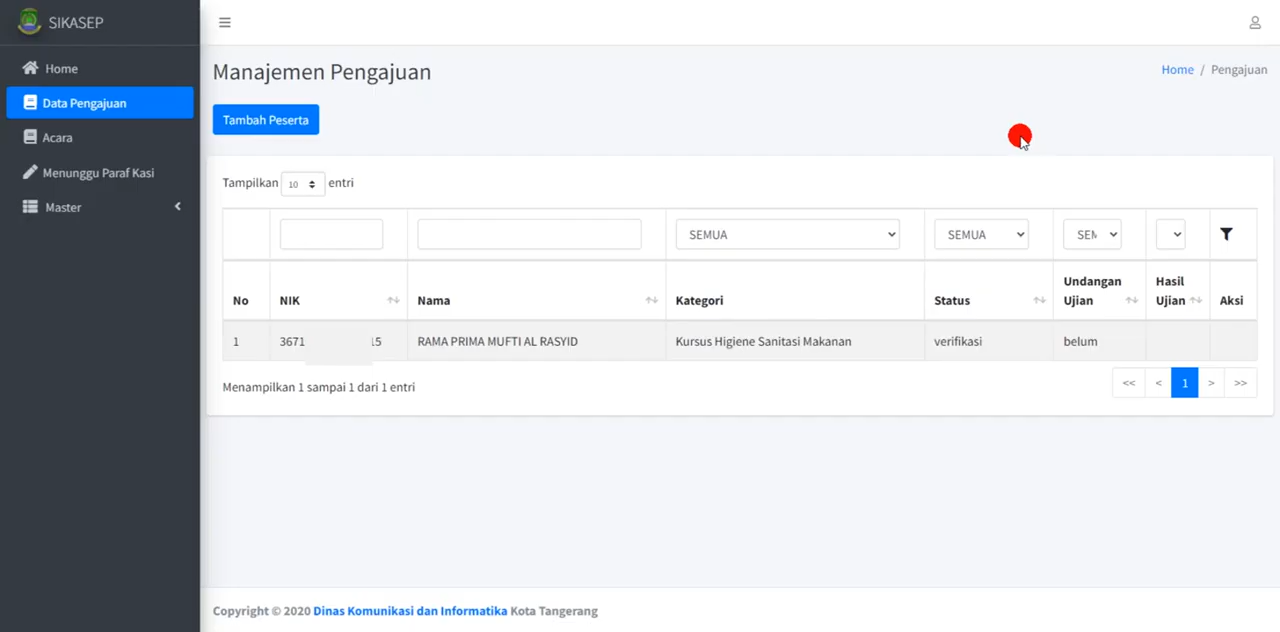 SIKASEP
Home
Data Pengajuan
Acara
Menunggu Paraf Kasi
Master
Manajemen Pengajuan
Home / Pengajuan
Tambah Peserta
Tampilkan 10 entri
SEMUA SEMUA
No NIK Nama Kategori Status Undangan Ujian Hasil Ujian Aksi
1 3671 15 RAMA PRIMA MUFTI AL RASYID Kursus Higiene Sanitasi Makanan verifikasi belum
Menampilkan 1 sampai 1 dari 1 entri
<< < 1 > >>
Copyright © 2020 Dinas Komunikasi dan Informatika Kota Tangerang